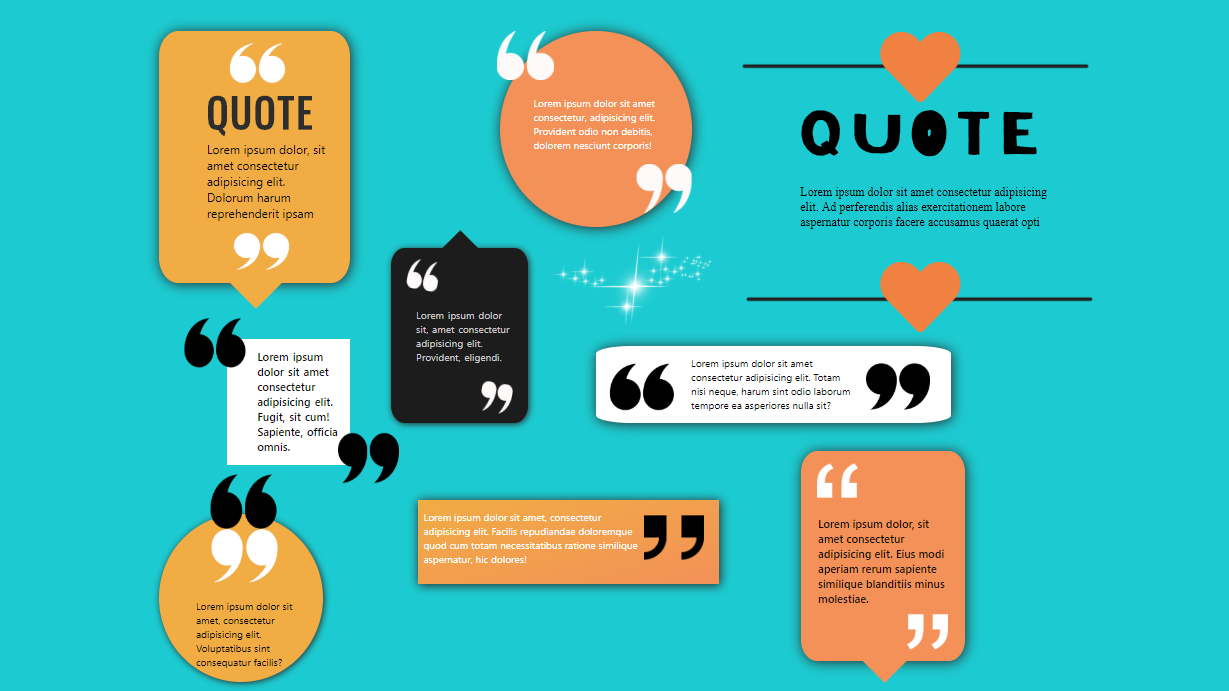 “
QUOTE
Lorem ipsum dolor, sit
amet consectetur
adipisicing elit.
Dolorum harum
reprehenderit ipsam
”
“
Lorem ipsum dolor sit amet
consectetur, adipisicing elit.
Provident odio non debitis,
dolorem nesciunt corporis!
”
QUOTE
Lorem ipsum dolor sit amet consectetur adipisicing
elit. Ad perferendis alias exercitationem labore
aspernatur corporis facere accusamus quaerat opti
“
Lorem ipsum dolor
sit, amet consectetur
adipisicing elit.
Provident, eligendi.
”
“
Lorem ipsum
dolor sit amet
consectetur
adipisicing elit.
Fugit, sit cum!
Sapiente, officia
omnis.
”
“
Lorem ipsum dolor sit amet
consectetur adipisicing elit. Totam
nisi neque, harum sint odio laborum
tempore ea asperiores nulla sit?
”
“
”
Lorem ipsum dolor sit
amet, consectetur
adipisicing elit.
Voluptatibus sint
consequatur facilis?
Lorem ipsum dolor sit amet, consectetur
adipisicing elit. Facilis repudiandae doloremque
quod cum totam necessitatibus ratione similique
aspernatur, hic dolores!
”
“
Lorem ipsum dolor, sit
amet consectetur
adipisicing elit. Eius modi
aperiam rerum sapiente
similique blanditiis minus
molestiae.
”